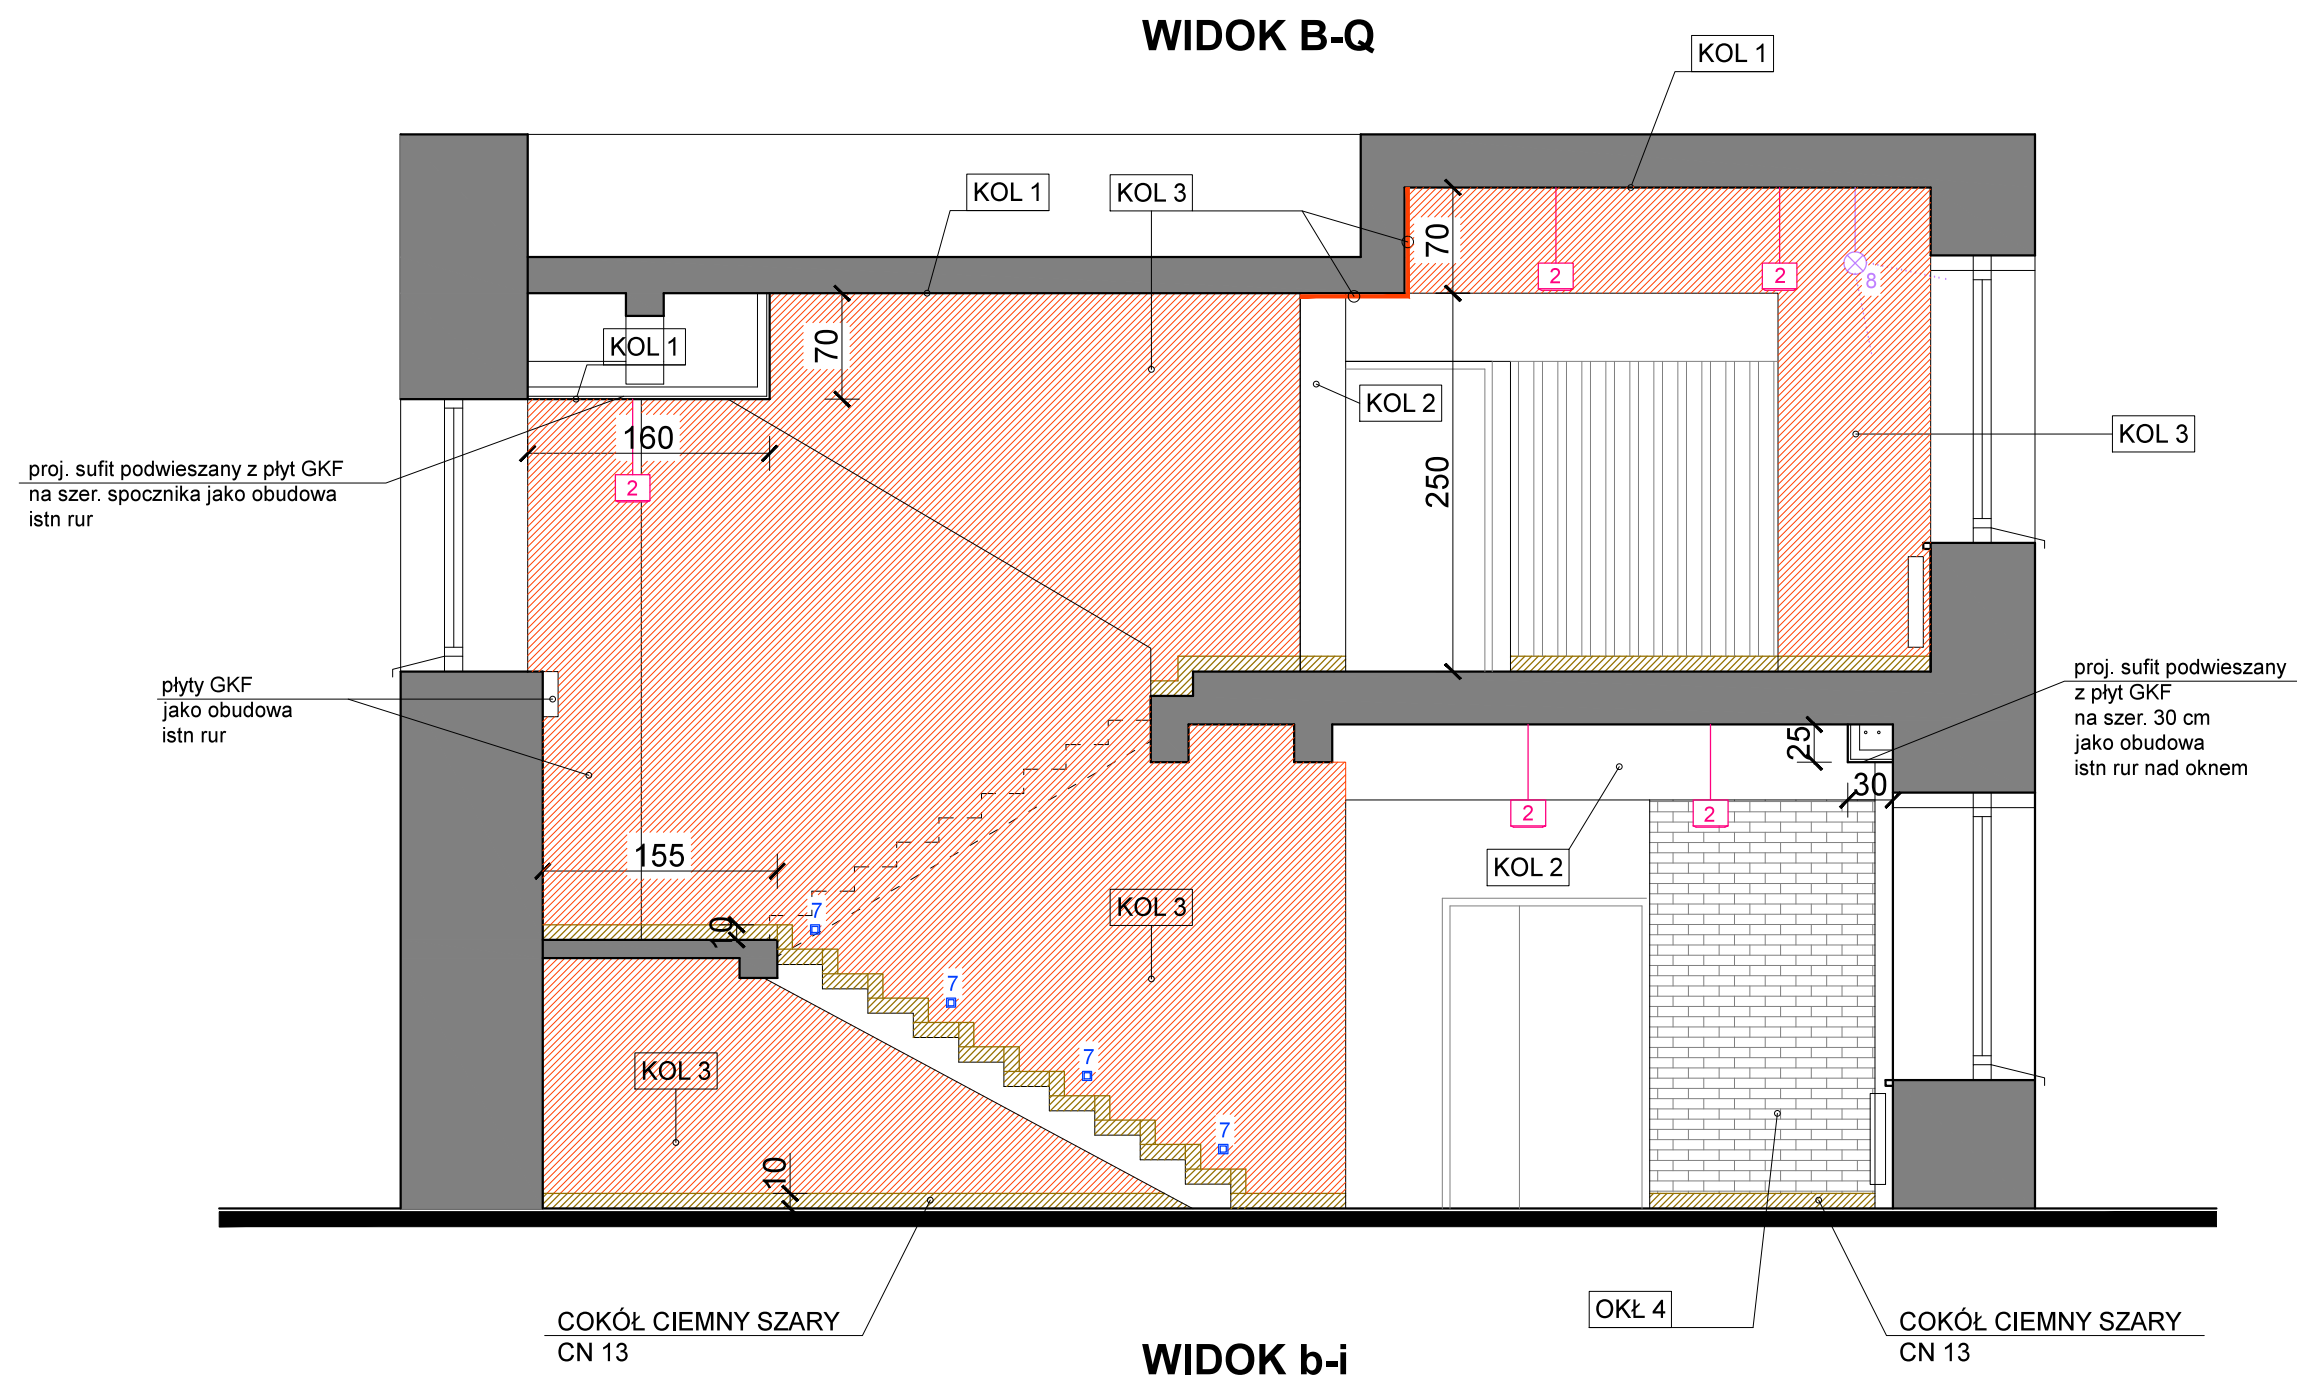 WIDOK B-Q
KOL 1
KOL 1
KOL 3
70
2
2
8
KOL 1
70
KOL 2
KOL 3
160
250
2
proj. sufit podwieszany z płyt GKF
na szer. spocznika jako obudowa
istn rur
płyty GKF
jako obudowa
istn rur
proj. sufit podwieszany
z płyt GKF
na szer. 30 cm
jako obudowa
istn rur nad oknem
25
30
2
2
155
KOL 2
KOL 3
10
7
7
7
7
KOL 3
10
OKŁ 4
COKÓŁ CIEMNY SZARY
CN 13
COKÓŁ CIEMNY SZARY
CN 13
WIDOK b-i